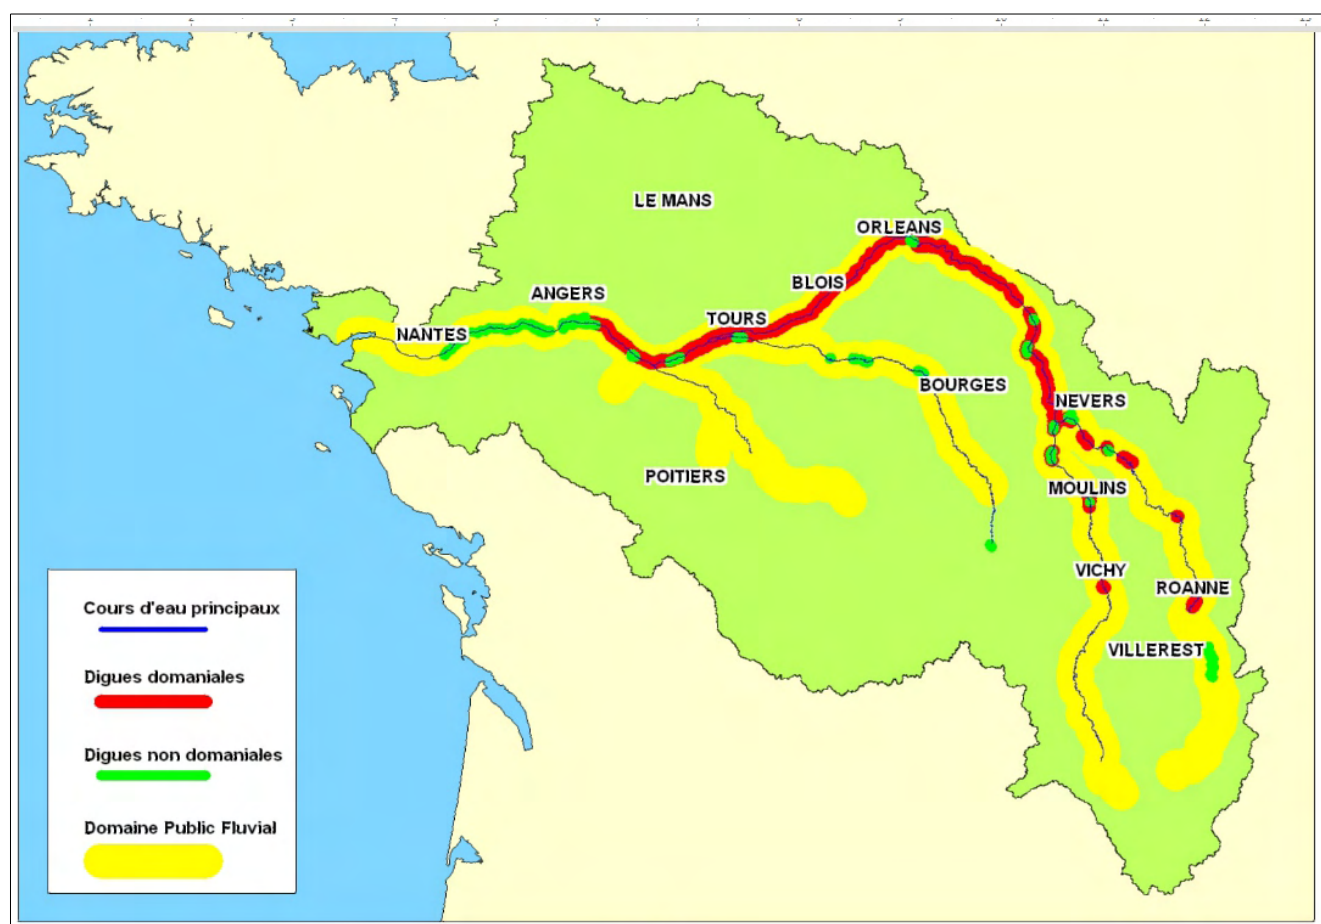 LE MANS
ORLEANS
BLOIS
ANGERS
TOURS
NANTES
BOURGES
NEVERS
POITIERS
MOULINS
VICHY
ROANNE
VILLEREST
Cours d'eau principaux
Digues domaniales
Digues non domaniales
Domaine Public Fluvial